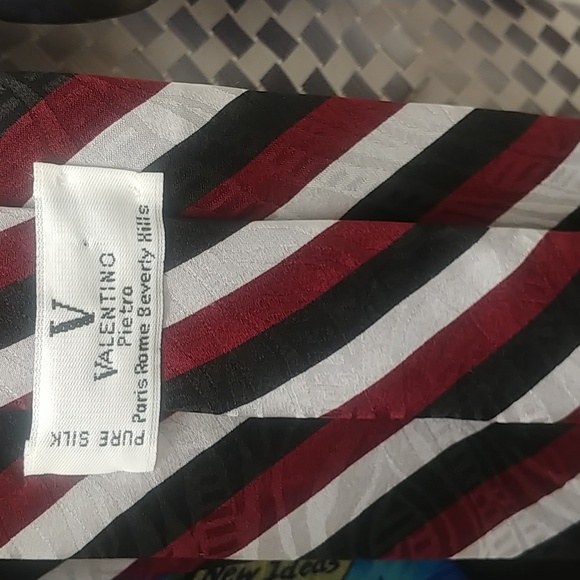 V
VALENTINO
Pietro
Paris Rome Beverly Hills
PURE SILK
New Ideas